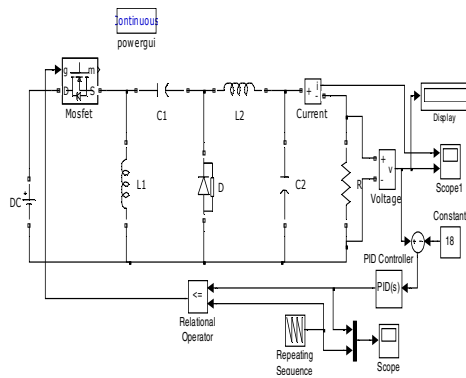 Continuous
powergui
g m
D S
Mosfet
C1
L2
i
+
-
Current
Display
DC
+
L1
D
C2
R
+
v
-
Voltage
Scope1
Constant
18
+ -
PID Controller
PID(s)
<=
Relational
Operator
Repeating
Sequence
Scope